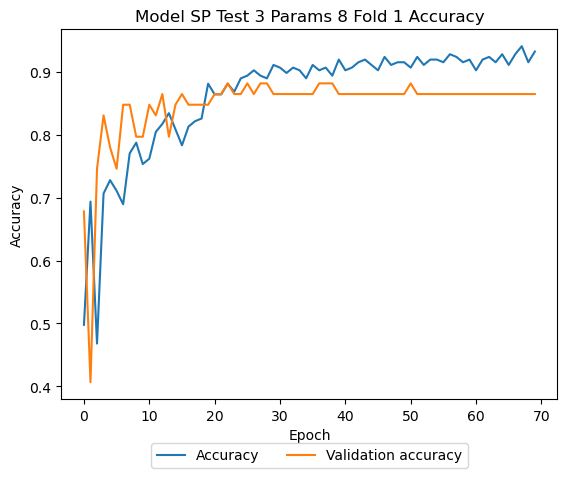 Model SP Test 3 Params 8 Fold 1 Accuracy
Accuracy
0.9
0.8
0.7
0.6
0.5
0.4
0 10 20 30 40 50 60 70
Epoch
Accuracy Validation accuracy